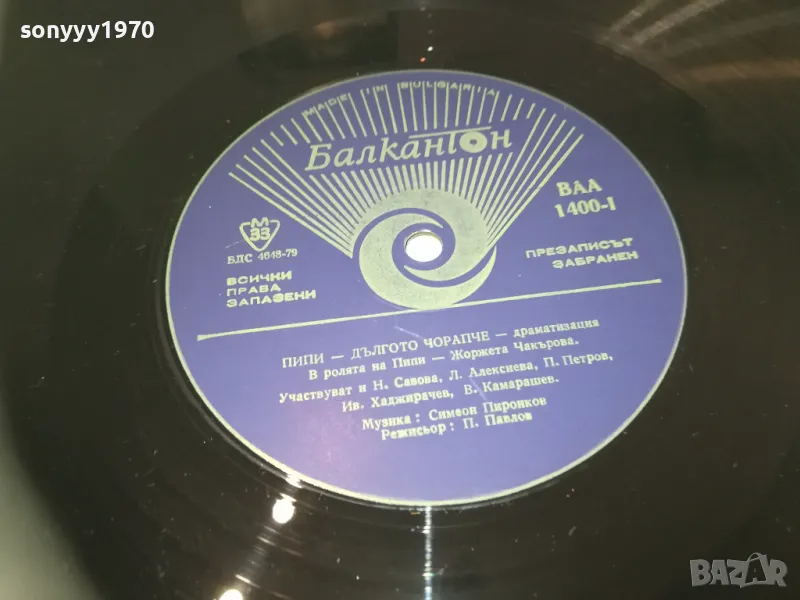 sonyyy1970
MADE IN BULGARIA
Балкантон
ВАА
1400-I
М
33
БДС 4648-79
ВСИЧКИ
ПРАВА
ЗАПАЗЕНИ
ПРЕЗАПИСЪТ
ЗАБРАНЕН
ПИПИ — ДЪЛГОТО ЧОРАПЧЕ — драматизация
В ролята на Пипи — Жоржета Чакърова.
Участвуват и Н. Савова, Л. Алексиева, П. Петров,
Ив. Хаджирачев, В. Камарашев.
Музика : Симеон Пиронков
Режисьор : П. Павлов
BAZAR